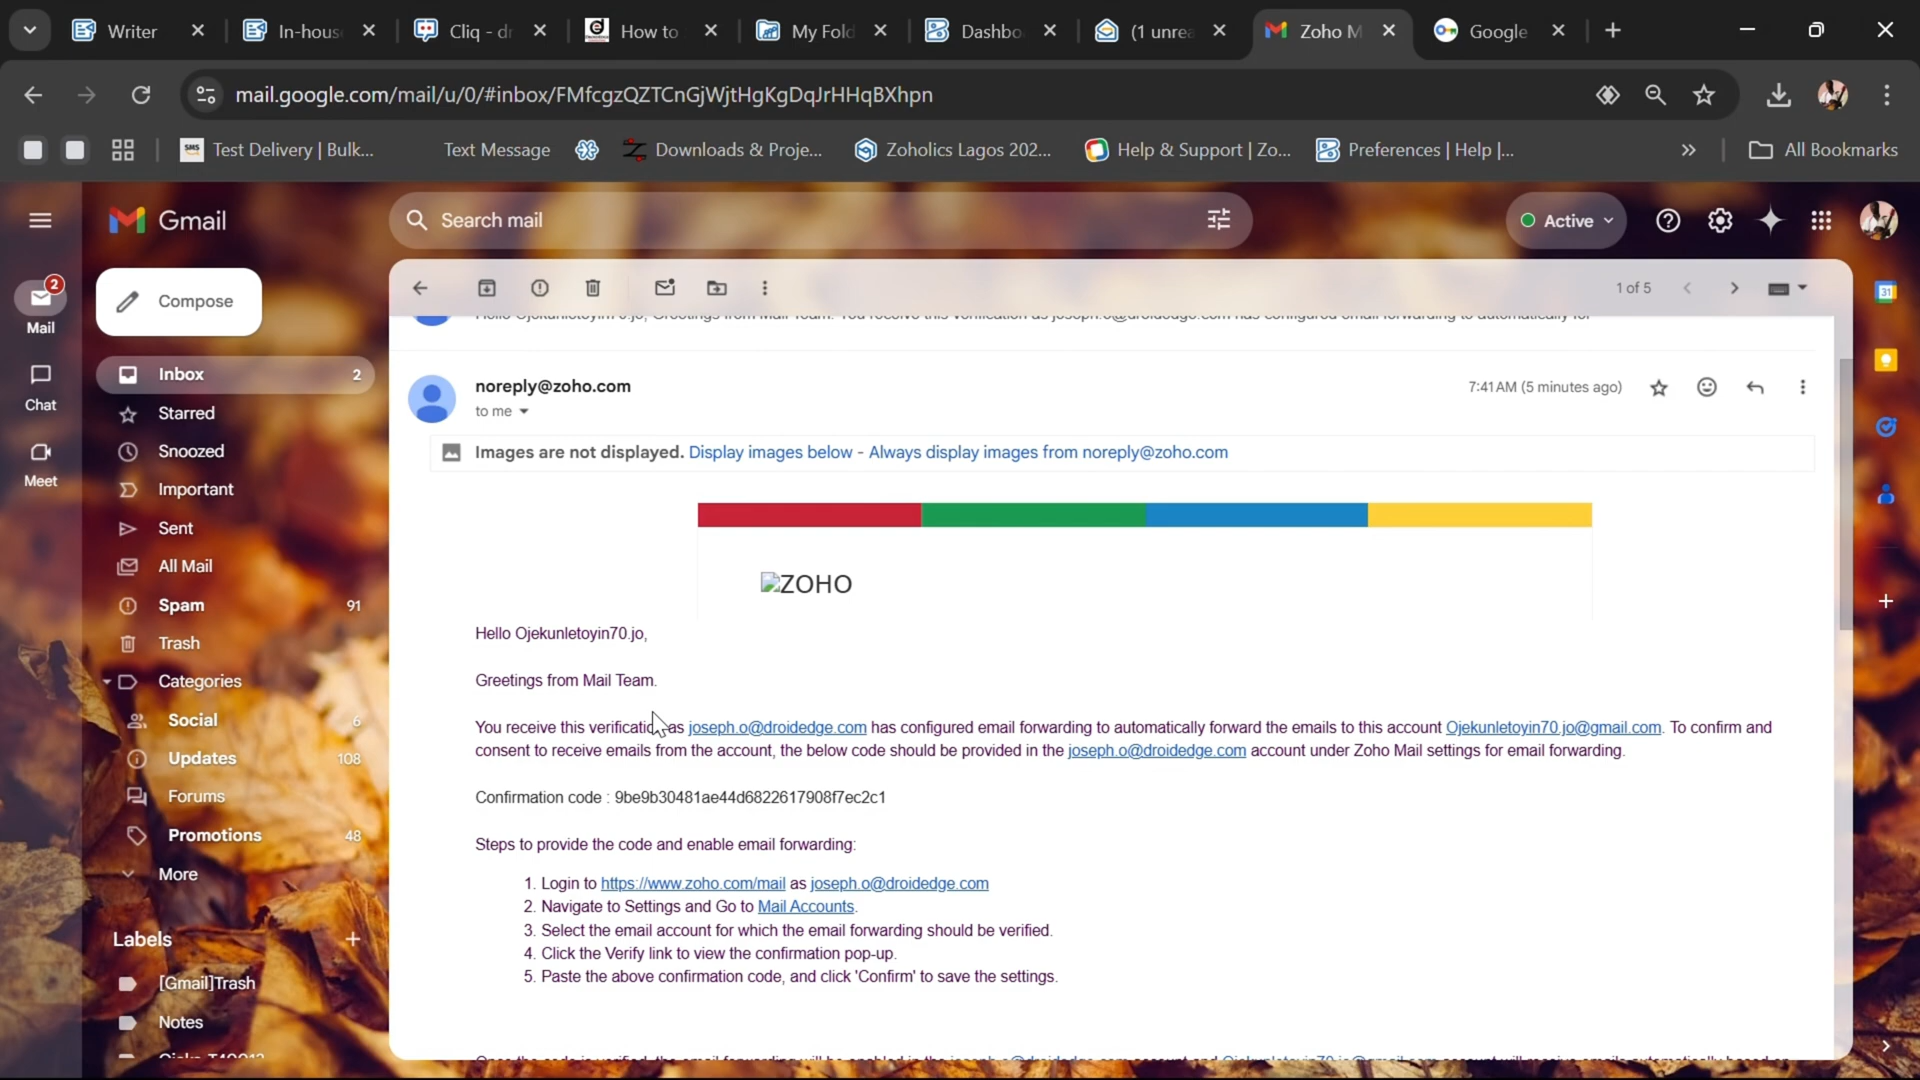 Writer
In-hous
Cliq - dr
How to
My Fold
Dashbo
(1 unrea
Zoho M
Google
mail.google.com/mail/u/0/#inbox/FMfcgzQZTCnGjWjtHgKgDqJrHHqBXhpn
SMS
Test Delivery | Bulk...
Text Message
Downloads & Proje...
Zoholics Lagos 202...
Help & Support | Zo...
Preferences | Help |...
All Bookmarks
Gmail
Search mail
Active
2
Mail
Compose
1 of 5
Chat
Inbox 2
Starred
Meet
Snoozed
Important
Sent
All Mail
Spam 91
Trash
Categories
Social 6
Updates 108
Forums
Promotions 48
More
Labels
[Gmail]Trash
Notes
31
noreply@zoho.com
7:41 AM (5 minutes ago)
to me
Images are not displayed. Display images below - Always display images from noreply@zoho.com
ZOHO
Hello Ojekunletoyin70.jo,
Greetings from Mail Team.
You receive this verification as joseph.o@droidedge.com has configured email forwarding to automatically forward the emails to this account Ojekunletoyin70.jo@gmail.com. To confirm and
consent to receive emails from the account, the below code should be provided in the joseph.o@droidedge.com account under Zoho Mail settings for email forwarding.
Confirmation code : 9be9b30481ae44d6822617908f7ec2c1
Steps to provide the code and enable email forwarding:
1. Login to https://www.zoho.com/mail as joseph.o@droidedge.com
2. Navigate to Settings and Go to Mail Accounts.
3. Select the email account for which the email forwarding should be verified.
4. Click the Verify link to view the confirmation pop-up.
5. Paste the above confirmation code, and click 'Confirm' to save the settings.